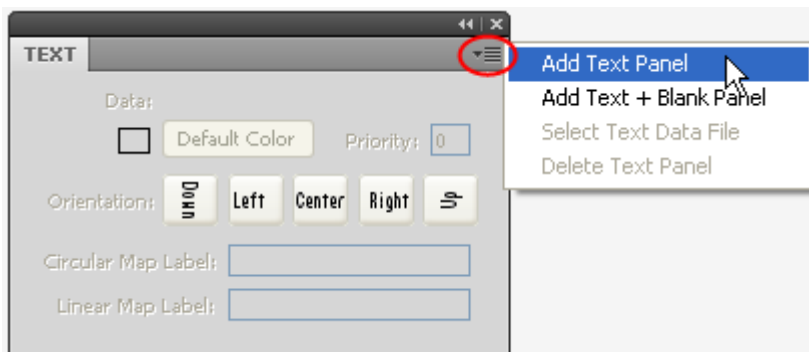 TEXT
Data:
Default Color
Priority: 0
Orientation: Down Left Center Right
Circular Map Label:
Linear Map Label:
Add Text Panel
Add Text + Blank Panel
Select Text Data File
Delete Text Panel